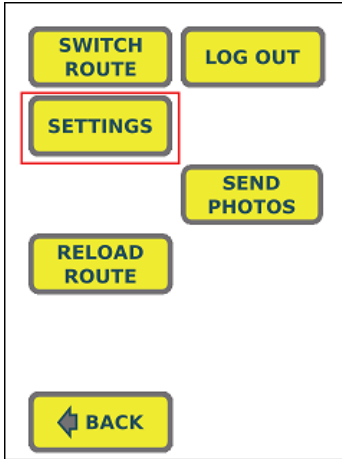 SWITCH
ROUTE
LOG OUT
SETTINGS
SEND
PHOTOS
RELOAD
ROUTE
BACK